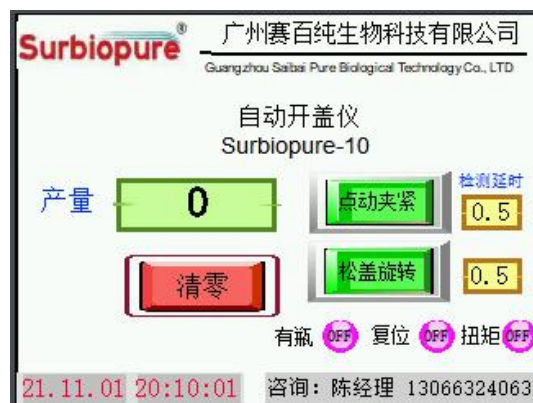 Surbiopure®
广州赛百纯生物科技有限公司
Guangzhou Saibai Pure Biological Technology Co., LTD
自动开盖仪
Surbiopure-10
产量 0 点动夹紧 检测延时
0.5
清零 松盖旋转 0.5
有瓶 OFF 复位 OFF 扭矩 OFF
21.11.01 20:10:01 咨询：陈经理 13066324063